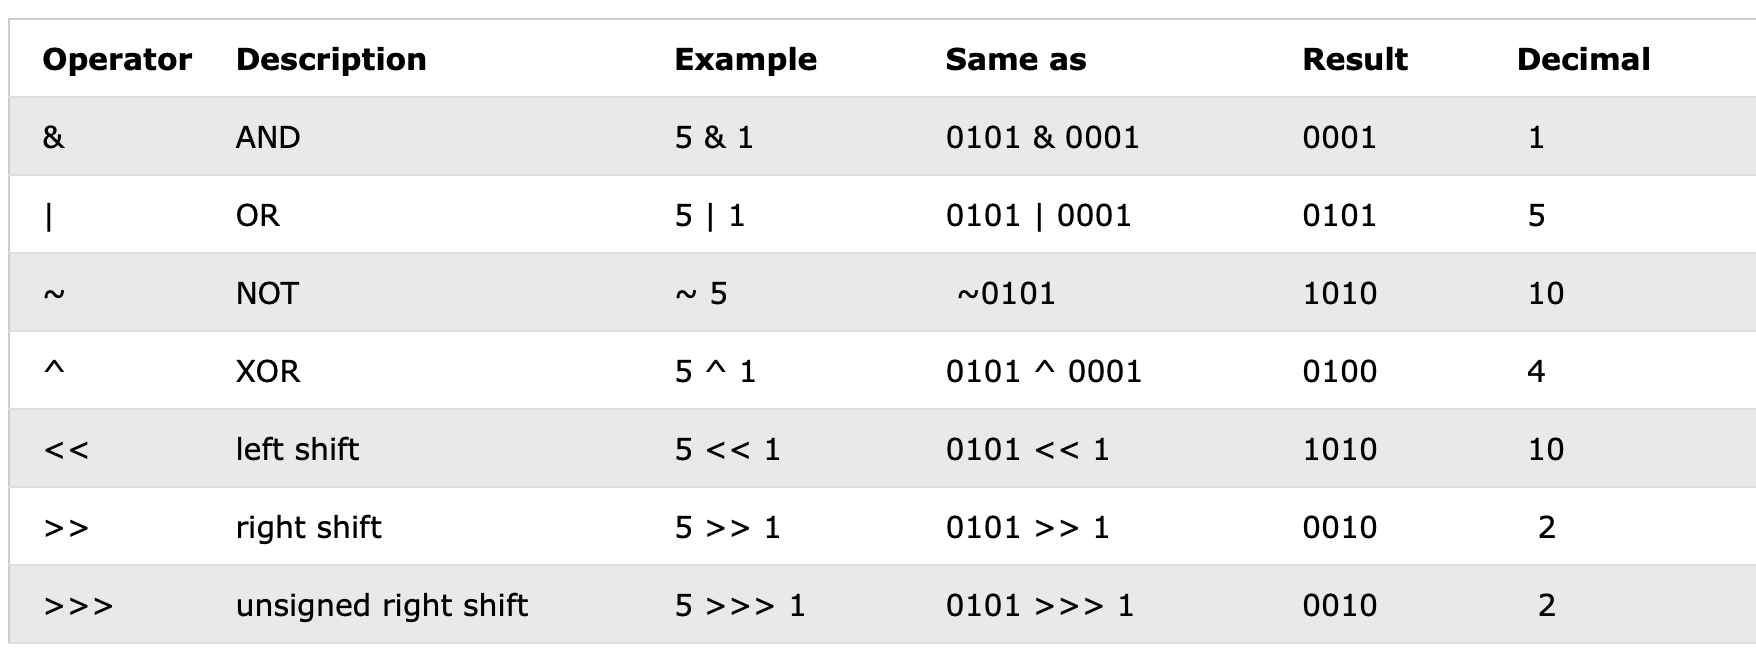 Operator Description Example Same as Result Decimal
& AND 5 & 1 0101 & 0001 0001 1
| OR 5 | 1 0101 | 0001 0101 5
~ NOT ~ 5 ~0101 1010 10
^ XOR 5 ^ 1 0101 ^ 0001 0100 4
<< left shift 5 << 1 0101 << 1 1010 10
>> right shift 5 >> 1 0101 >> 1 0010 2
>>> unsigned right shift 5 >>> 1 0101 >>> 1 0010 2